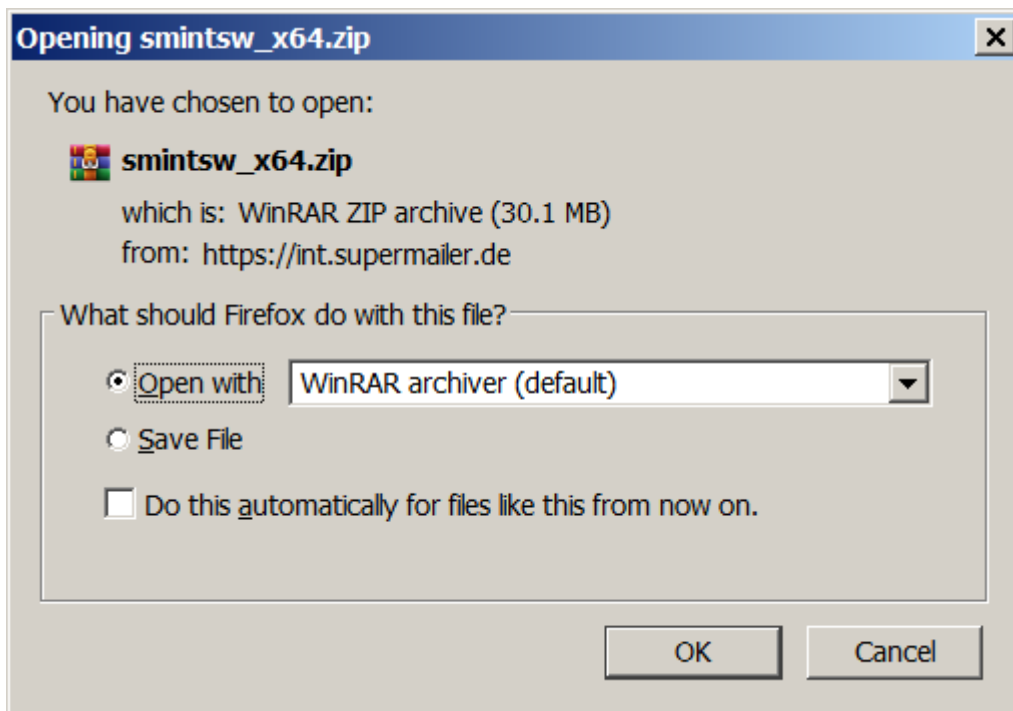 Opening smintsw_x64.zip
You have chosen to open:
smintsw_x64.zip
which is: WinRAR ZIP archive (30.1 MB)
from: https://int.supermailer.de
What should Firefox do with this file?
Open with WinRAR archiver (default)
Save File
Do this automatically for files like this from now on.
OK Cancel